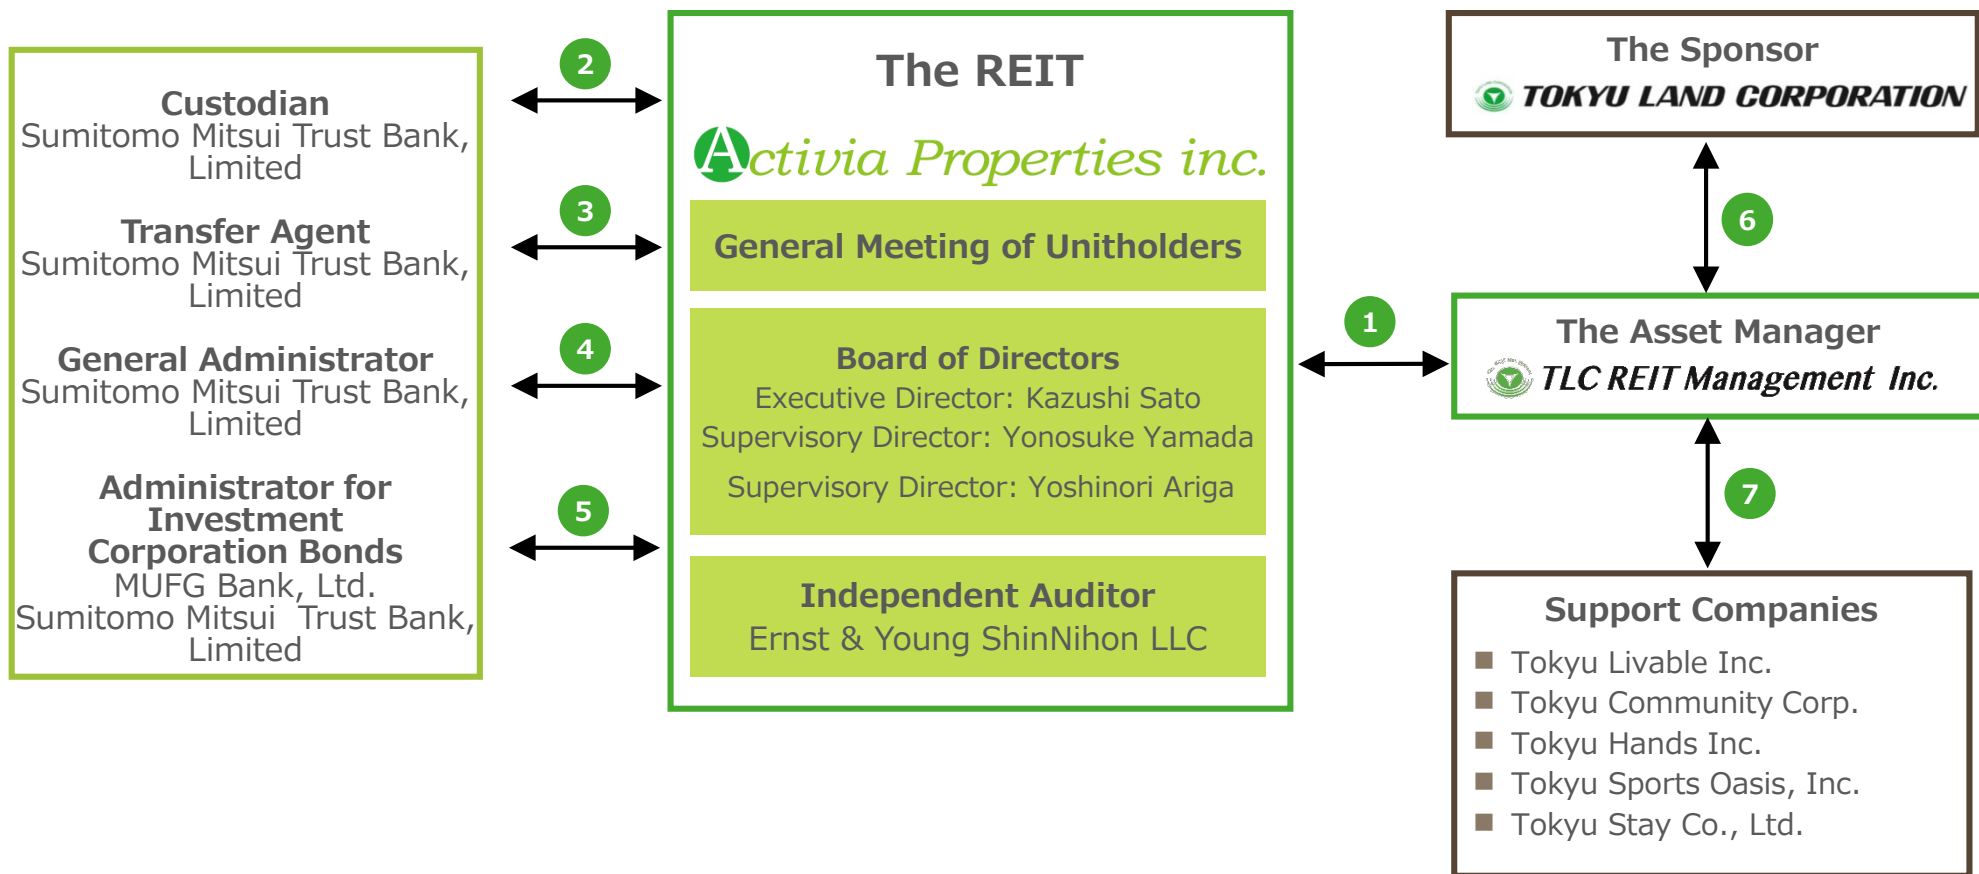 Custodian
Sumitomo Mitsui Trust Bank,
Limited
Transfer Agent
Sumitomo Mitsui Trust Bank,
Limited
General Administrator
Sumitomo Mitsui Trust Bank,
Limited
Administrator for
Investment
Corporation Bonds
MUFG Bank, Ltd.
Sumitomo Mitsui Trust Bank,
Limited
2
3
4
5
The REIT
Activia Properties inc.
General Meeting of Unitholders
Board of Directors
Executive Director: Kazushi Sato
Supervisory Director: Yonosuke Yamada
Supervisory Director: Yoshinori Ariga
Independent Auditor
Ernst & Young ShinNihon LLC
1
The Sponsor
TOKYU LAND CORPORATION
6
The Asset Manager
TLC REIT Management Inc.
7
Support Companies
Tokyu Livable Inc.
Tokyu Community Corp.
Tokyu Hands Inc.
Tokyu Sports Oasis, Inc.
Tokyu Stay Co., Ltd.